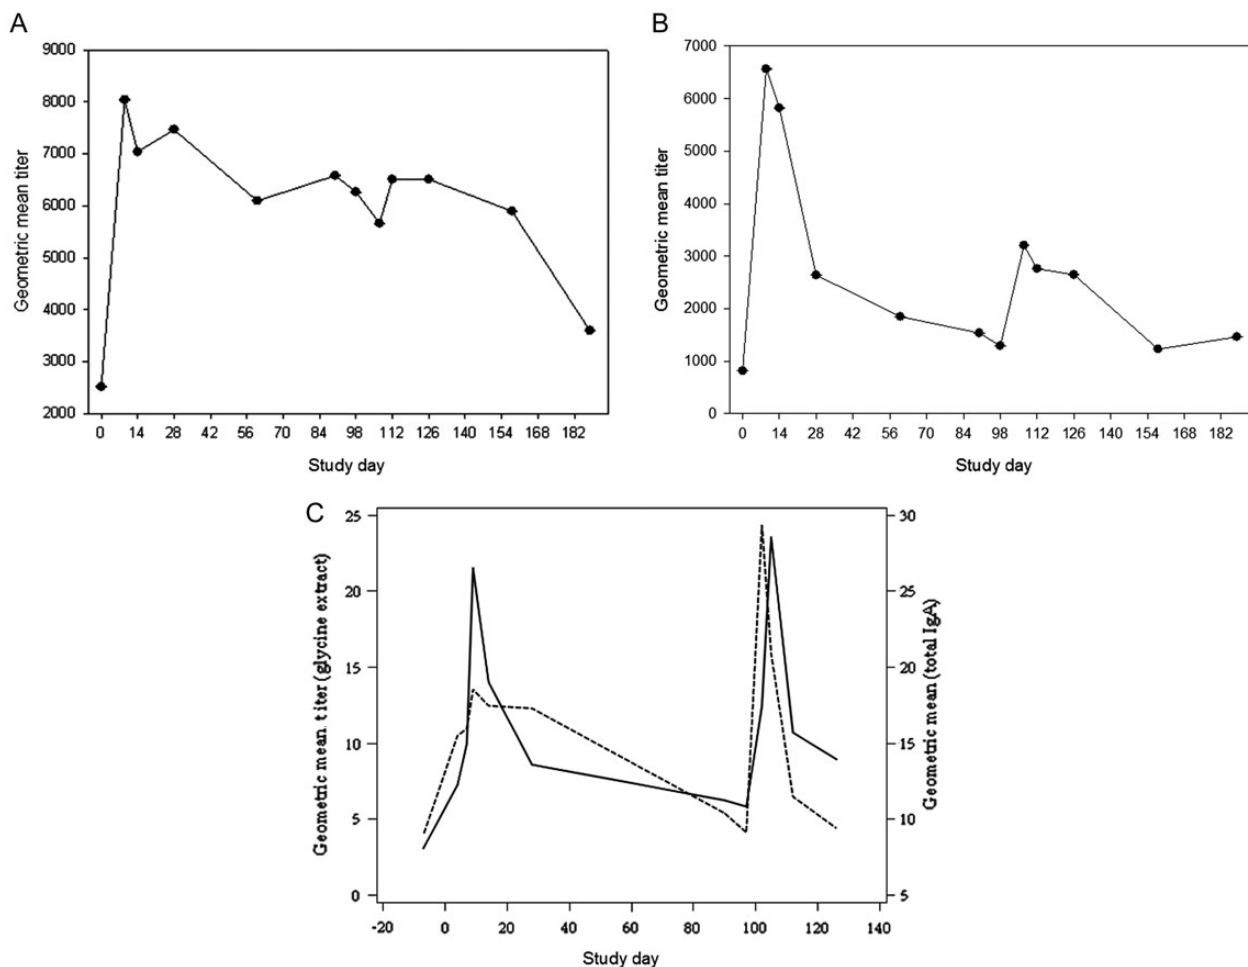 A
9000
8000
7000
6000
5000
4000
3000
2000
Geometric mean titer
0 14 28 42 56 70 84 98 112 126 140 154 168 182
Study day
B
7000
6000
5000
4000
3000
2000
1000
0
Geometric mean titer
0 14 28 42 56 70 84 98 112 126 140 154 168 182
Study day
C
25
20
15
10
5
0
Geometric mean titer (glycine extract)
30
25
20
15
10
5
Geometric mean (total IgA)
-20 0 20 40 60 80 100 120 140
Study day